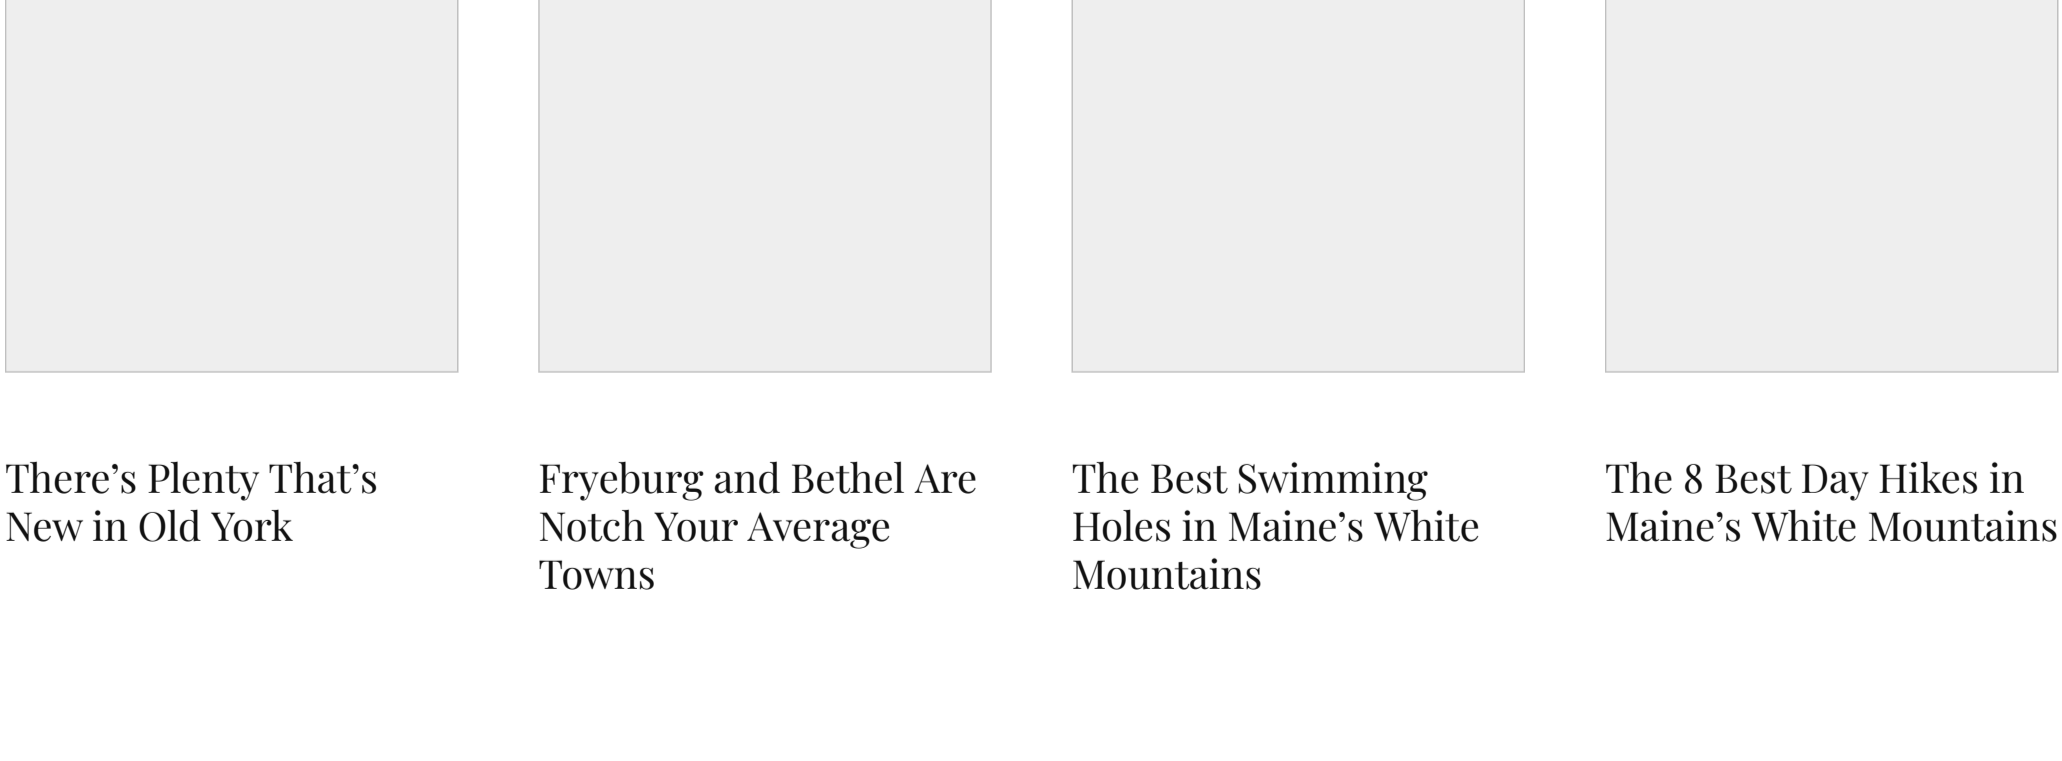 There’s Plenty That’s
New in Old York
Fryeburg and Bethel Are
Notch Your Average
Towns
The Best Swimming
Holes in Maine’s White
Mountains
The 8 Best Day Hikes in
Maine’s White Mountains